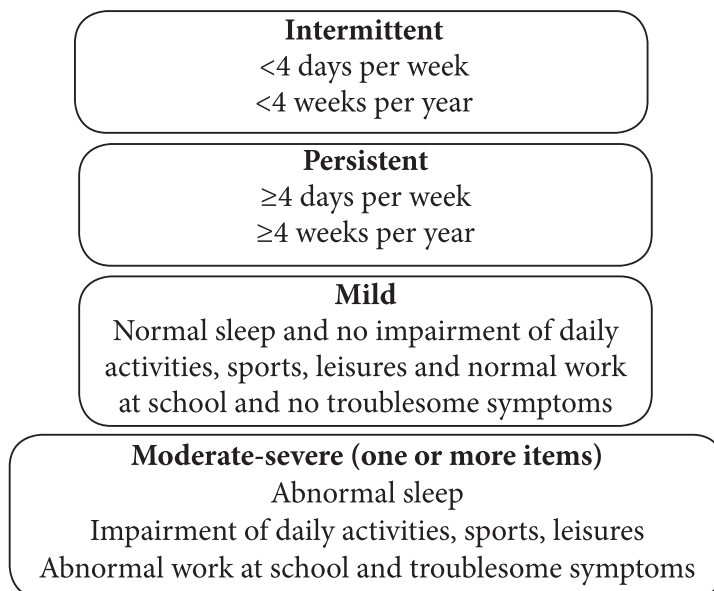 Intermittent
<4 days per week
<4 weeks per year
Persistent
≥4 days per week
≥4 weeks per year
Mild
Normal sleep and no impairment of daily
activities, sports, leisures and normal work
at school and no troublesome symptoms
Moderate-severe (one or more items)
Abnormal sleep
Impairment of daily activities, sports, leisures
Abnormal work at school and troublesome symptoms